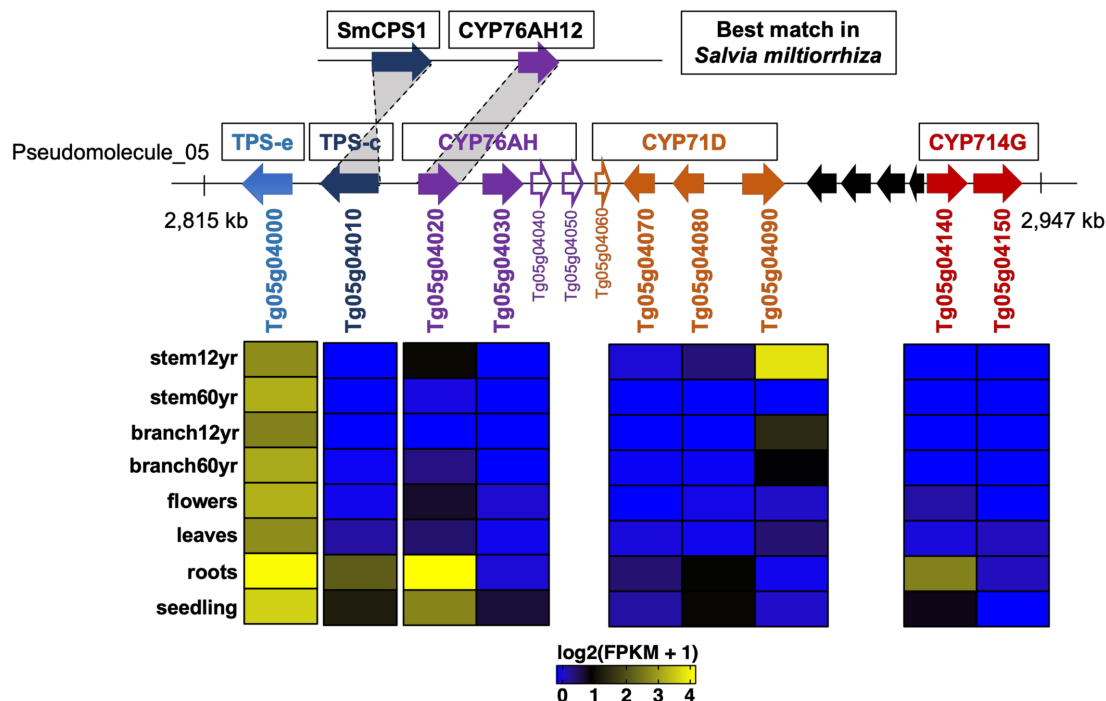 SmCPS1
CYP76AH12
Best match in
Salvia miltiorrhiza
Pseudomolecule_05
TPS-e
TPS-c
CYP76AH
CYP71D
CYP714G
2,815 kb
2,947 kb
Tg05g04000
Tg05g04010
Tg05g04020
Tg05g04030
Tg05g04040
Tg05g04050
Tg05g04060
Tg05g04070
Tg05g04080
Tg05g04090
Tg05g04140
Tg05g04150
stem12yr
stem60yr
branch12yr
branch60yr
flowers
leaves
roots
seedling
log2(FPKM + 1)
0 1 2 3 4